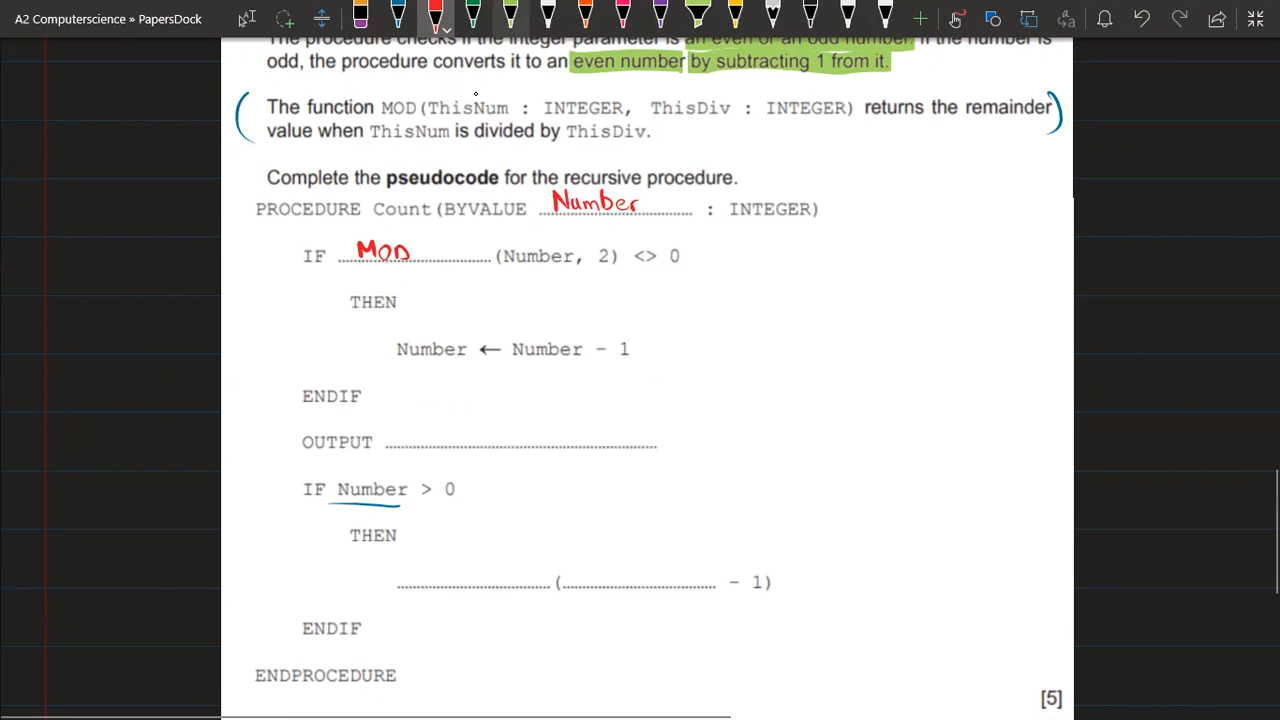 A2 Computerscience » PapersDock
The procedure checks if the integer parameter is an even or an odd number. If the number is
odd, the procedure converts it to an even number by subtracting 1 from it.
The function MOD(ThisNum : INTEGER, ThisDiv : INTEGER) returns the remainder
value when ThisNum is divided by ThisDiv.
Complete the pseudocode for the recursive procedure.
PROCEDURE Count(BYVALUE Number : INTEGER)
IF MOD (Number, 2) <> 0
THEN
Number ← Number - 1
ENDIF
OUTPUT ................................................
IF Number > 0
THEN
........................... (........................... - 1)
ENDIF
ENDPROCEDURE
[5]